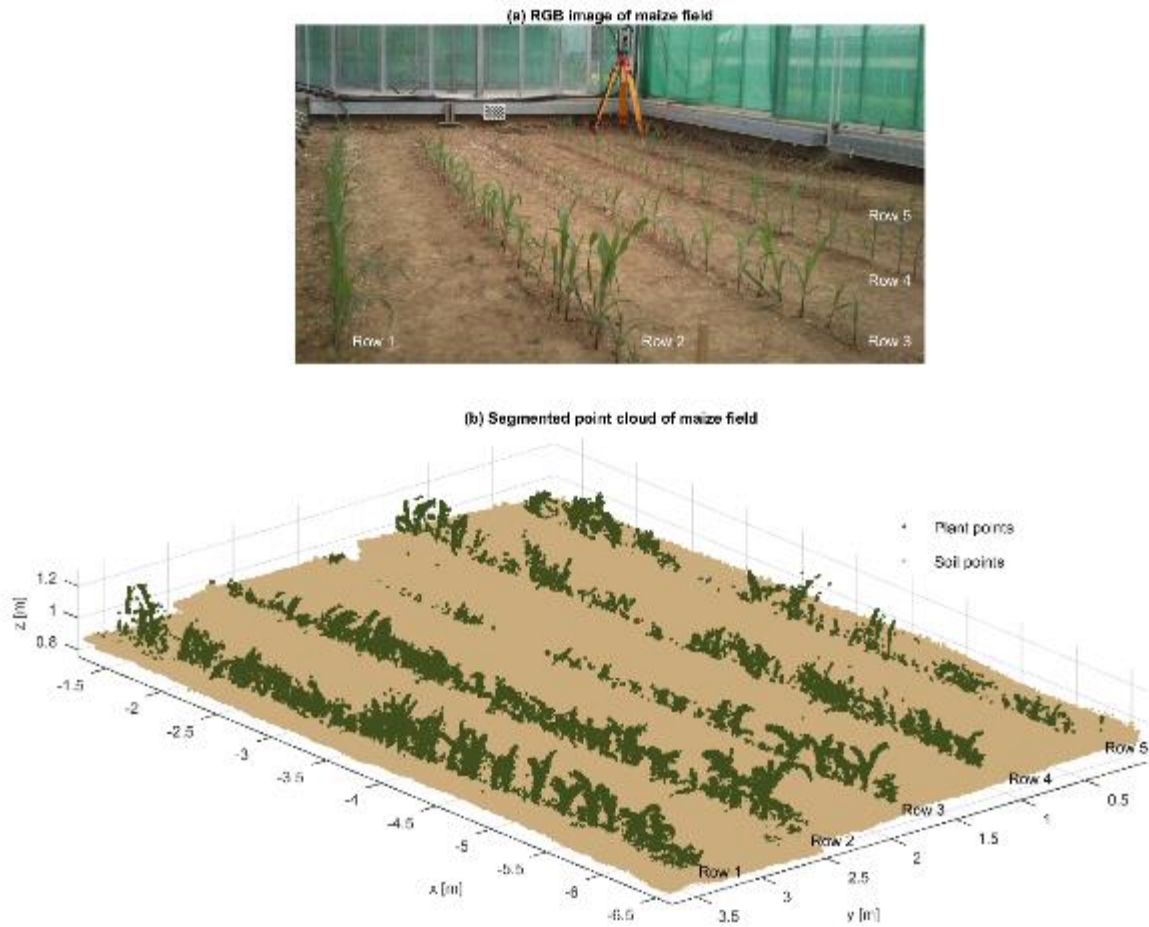 (a) RGB image of maize field
Row 5
Row 4
Row 1
Row 2
Row 3
(b) Segmented point cloud of maize field
Plant points
Soil points
1.2
1
0.8
z [m]
-1.5
-2
-2.5
-3
-3.5
-4
-4.5
-5
-5.5
-6
-6.5
x [m]
Row 5
Row 4
Row 3
Row 2
Row 1
0.5
1
1.5
2
2.5
3
3.5
y [m]